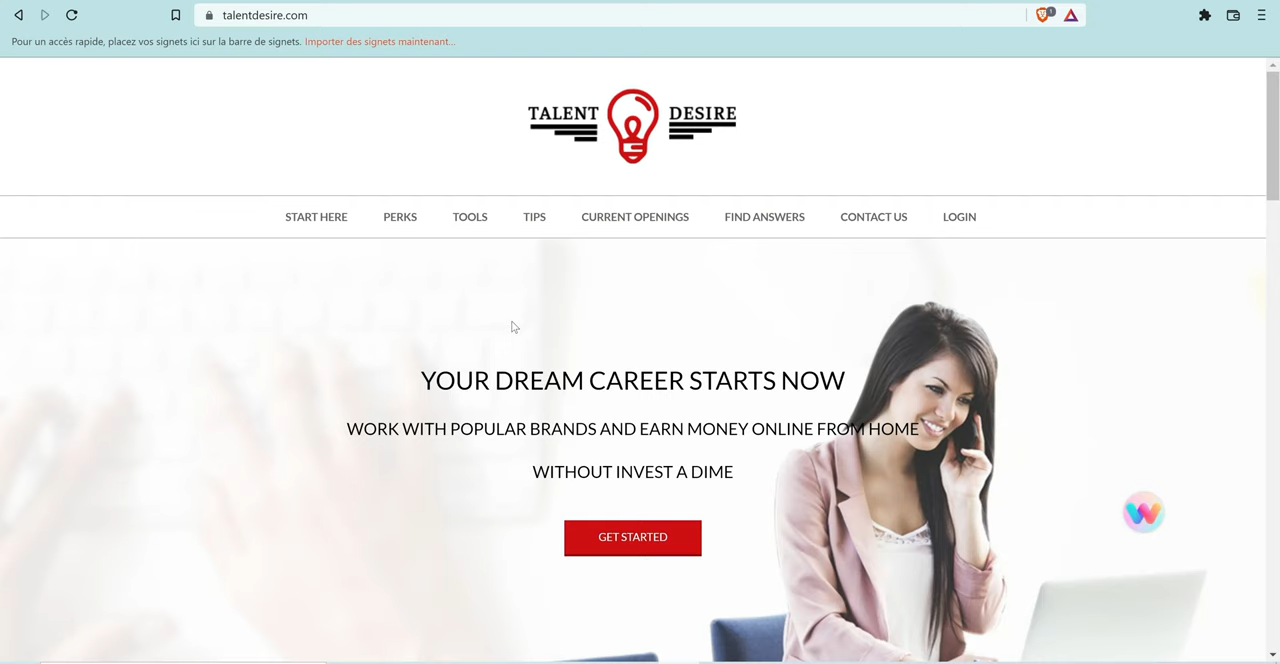 talentdesire.com
1
Pour un accès rapide, placez vos signets ici sur la barre de signets. Importer des signets maintenant...
TALENT DESIRE
START HERE PERKS TOOLS TIPS CURRENT OPENINGS FIND ANSWERS CONTACT US LOGIN
YOUR DREAM CAREER STARTS NOW
WORK WITH POPULAR BRANDS AND EARN MONEY ONLINE FROM HOME
WITHOUT INVEST A DIME
W
GET STARTED